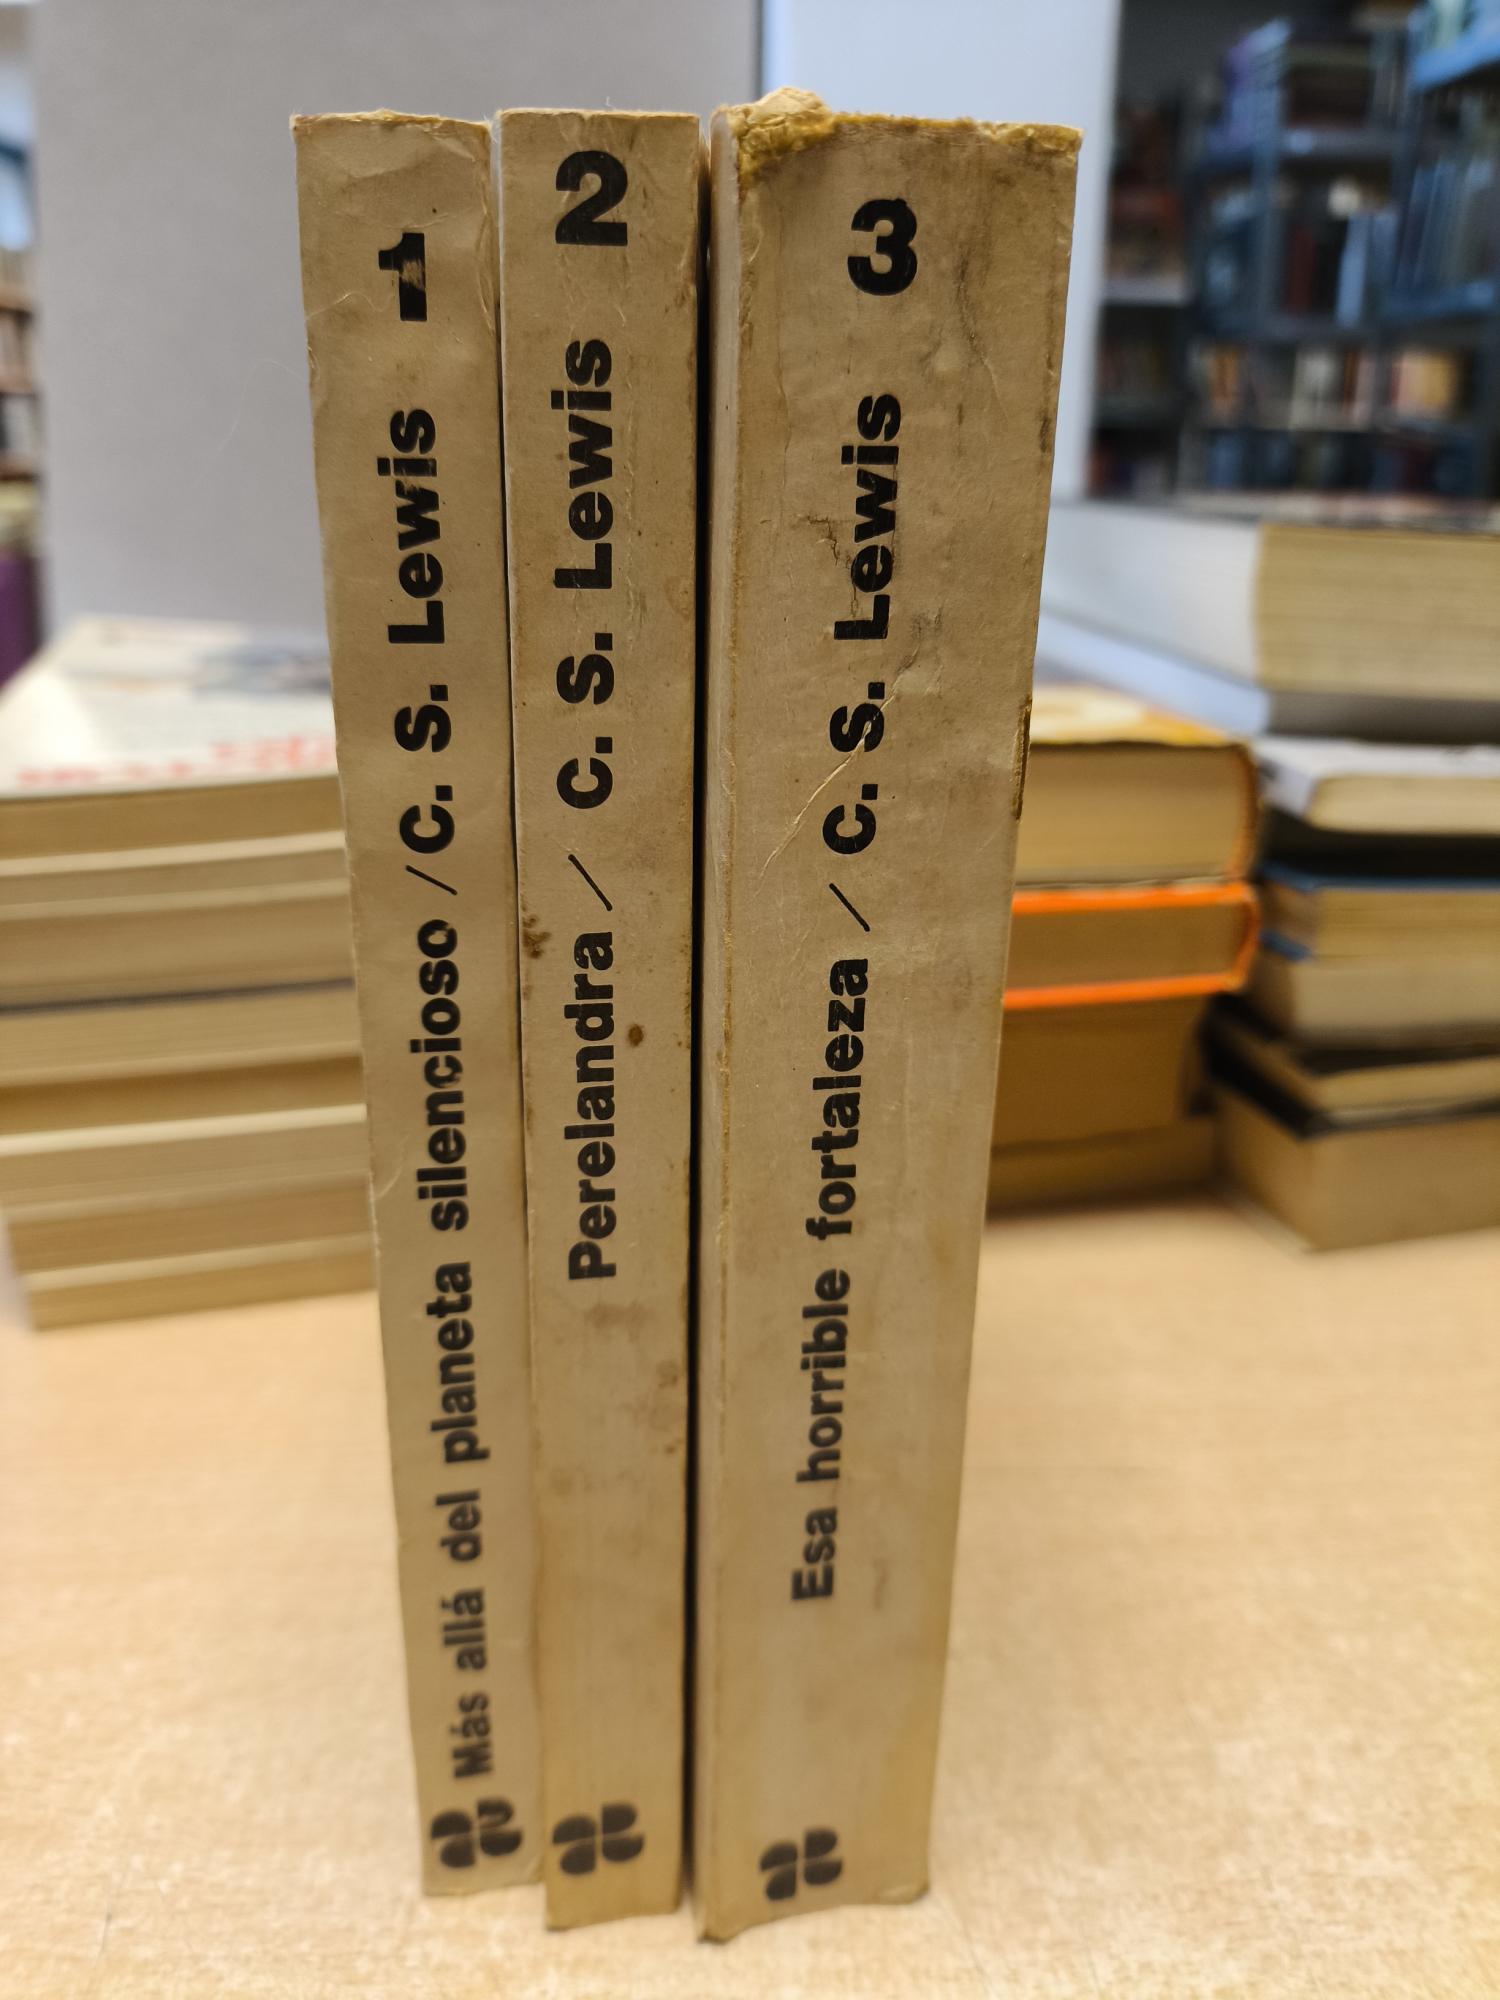 Más allá del planeta silencioso / C. S. Lewis 1
Perelandra / C. S. Lewis 2
Esa horrible fortaleza / C. S. Lewis 3